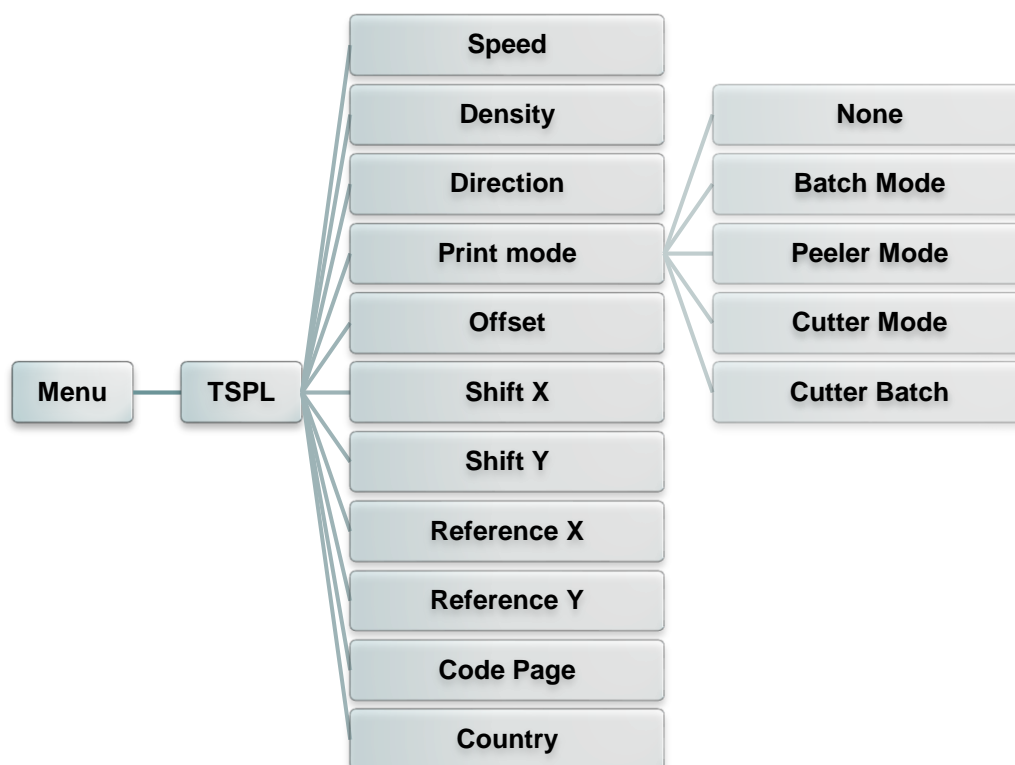 Menu
TSPL
Speed
Density
Direction
Print mode
Offset
Shift X
Shift Y
Reference X
Reference Y
Code Page
Country
None
Batch Mode
Peeler Mode
Cutter Mode
Cutter Batch